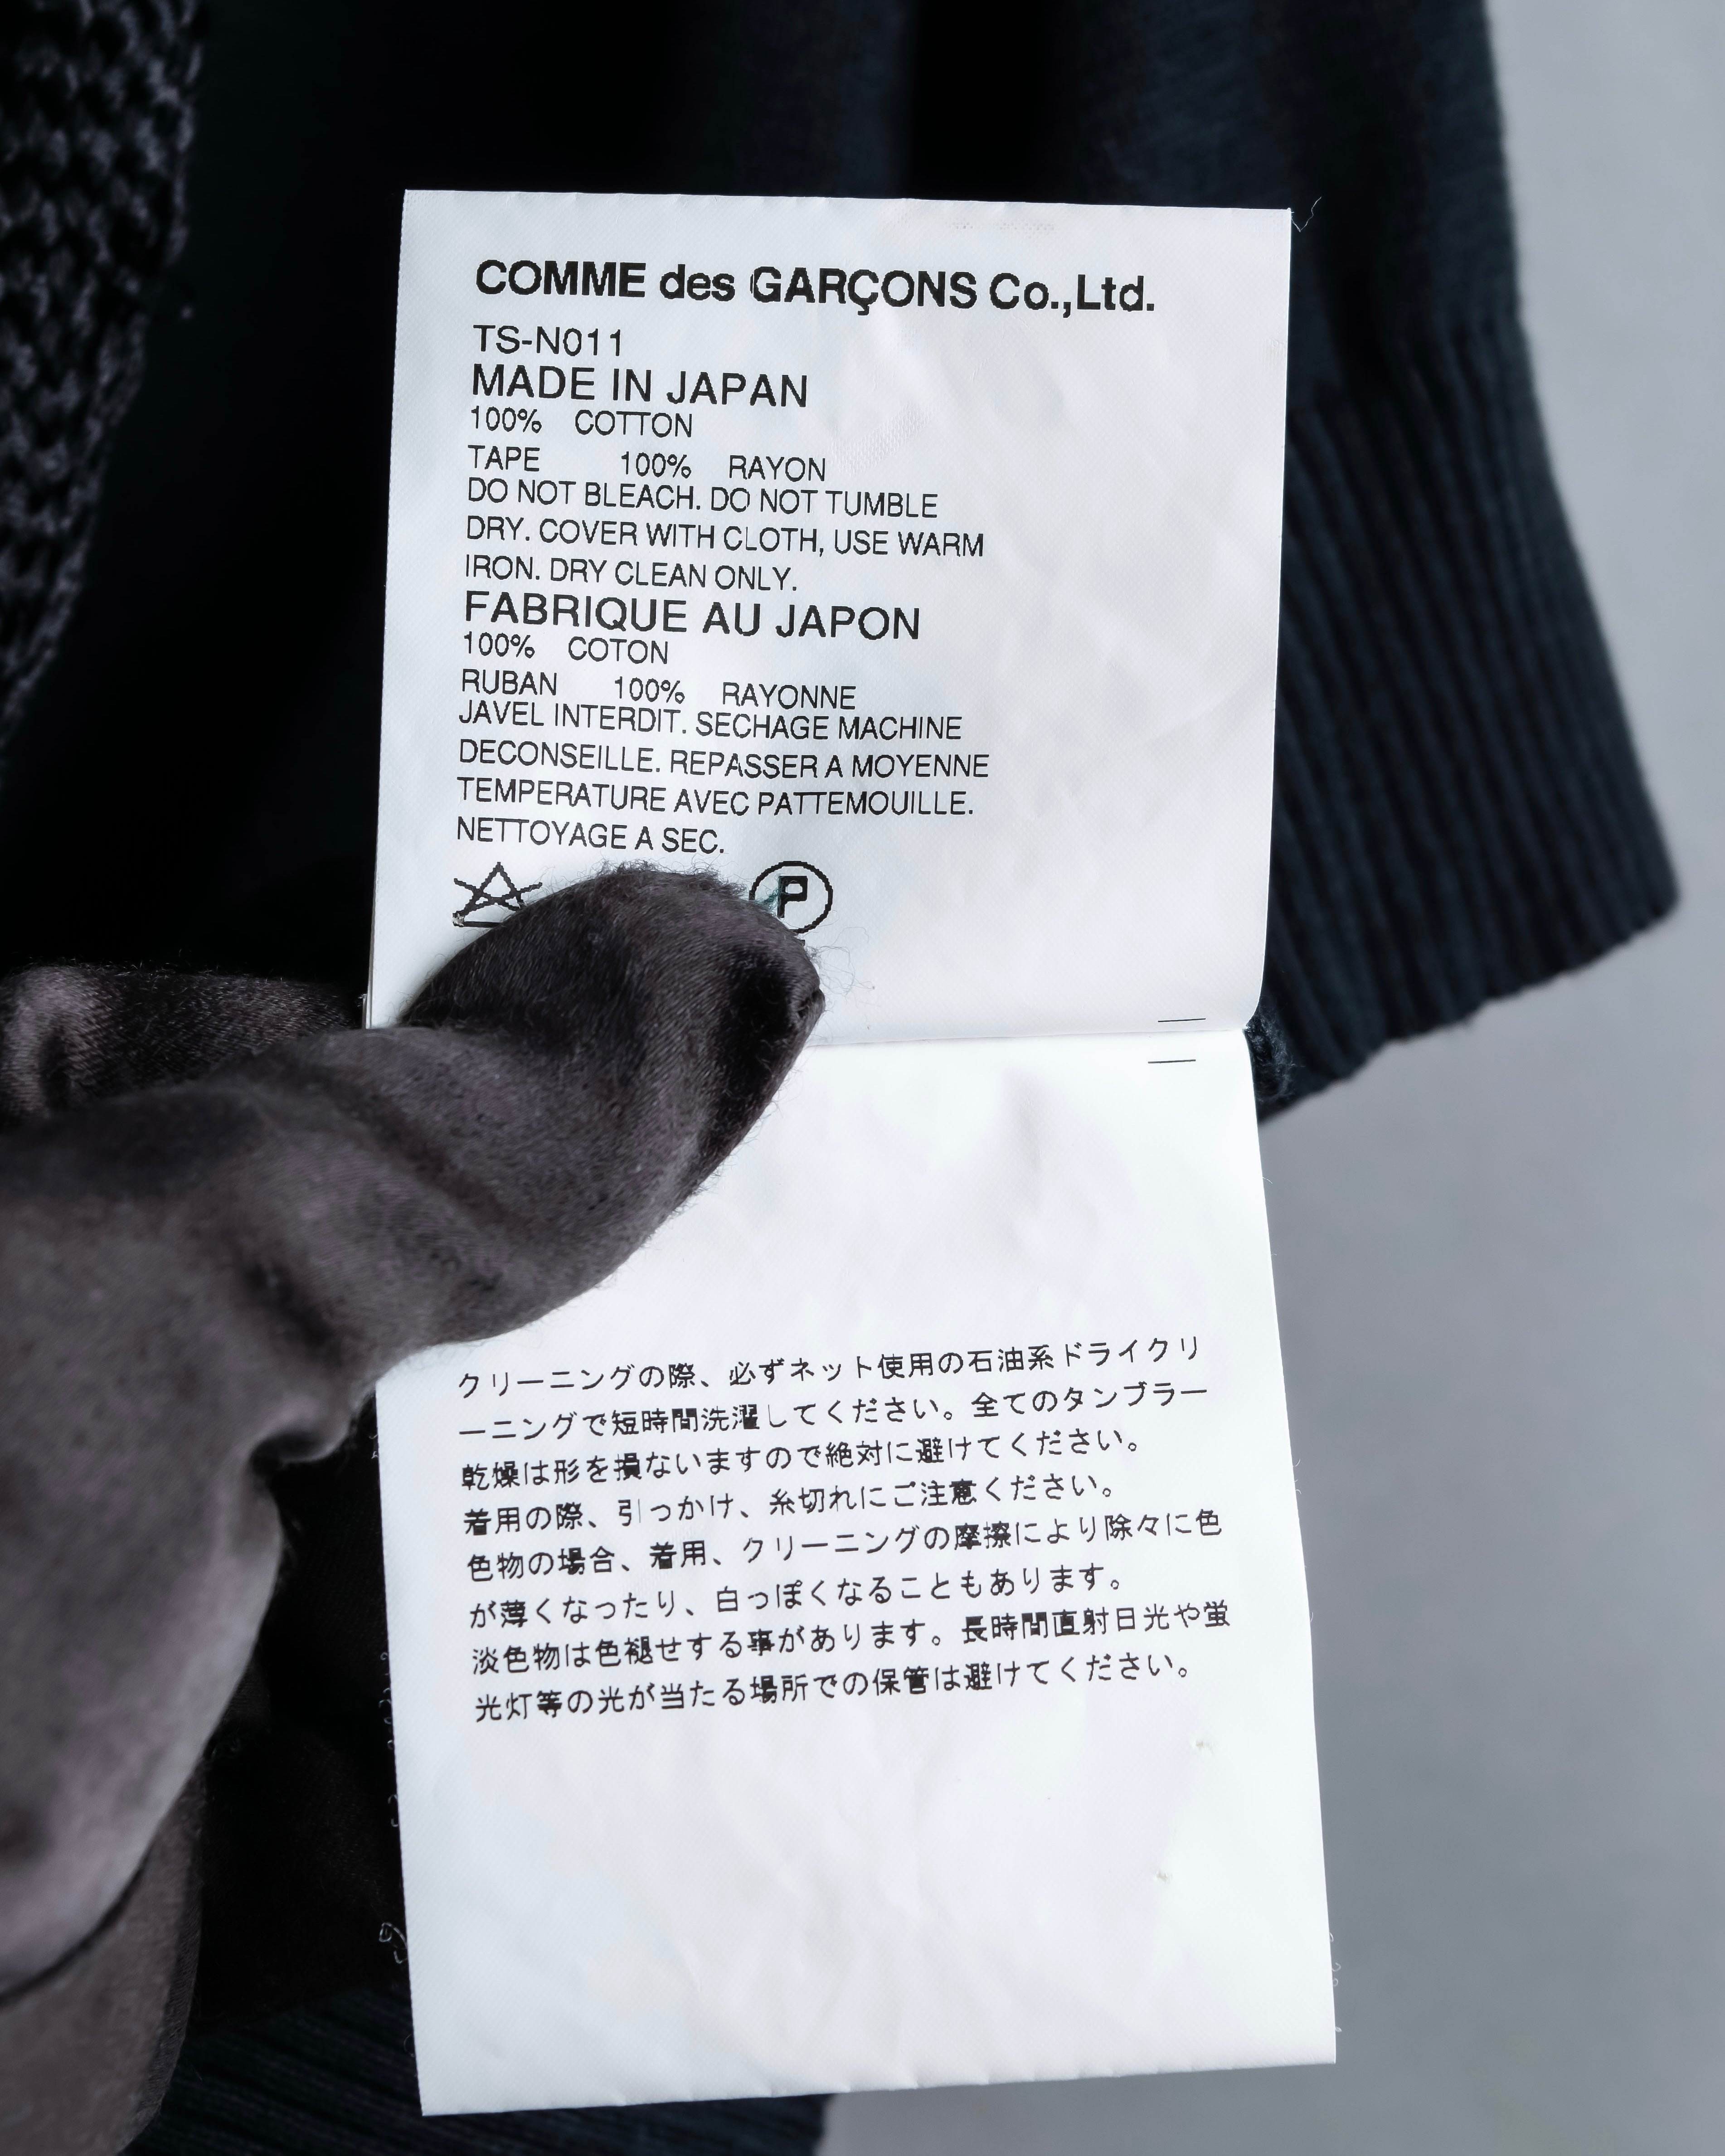 COMME des GARÇONS Co.,Ltd.
TS-N011
MADE IN JAPAN
100% COTTON
TAPE 100% RAYON
DO NOT BLEACH. DO NOT TUMBLE
DRY. COVER WITH CLOTH, USE WARM
IRON. DRY CLEAN ONLY.
FABRIQUE AU JAPON
100% COTON
RUBAN 100% RAYONNE
JAVEL INTERDIT. SECHAGE MACHINE
DECONSEILLE. REPASSER A MOYENNE
TEMPERATURE AVEC PATTEMOUILLE.
NETTOYAGE A SEC.
P
クリーニングの際、必ずネット使用の石油系ドライクリ
ーニングで短時間洗濯してください。全てのタンブラー
乾燥は形を損ないますので絶対に避けてください。
着用の際、引っかけ、糸切れにご注意ください。
色物の場合、着用、クリーニングの摩擦により除々に色
が薄くなったり、白っぽくなることもあります。
淡色物は色褪せする事があります。長時間直射日光や蛍
光灯等の光が当たる場所での保管は避けてください。